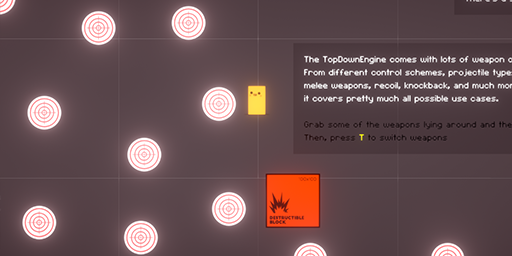 The TopDownEngine comes with lots of weapon
From different control schemes, projectile type
melee weapons, recoil, knockback, and much mor
it covers pretty much all possible use cases.
Grab some of the weapons lying around and the
Then, press T to switch weapons
DESTRUCTIBLE
BLOCK